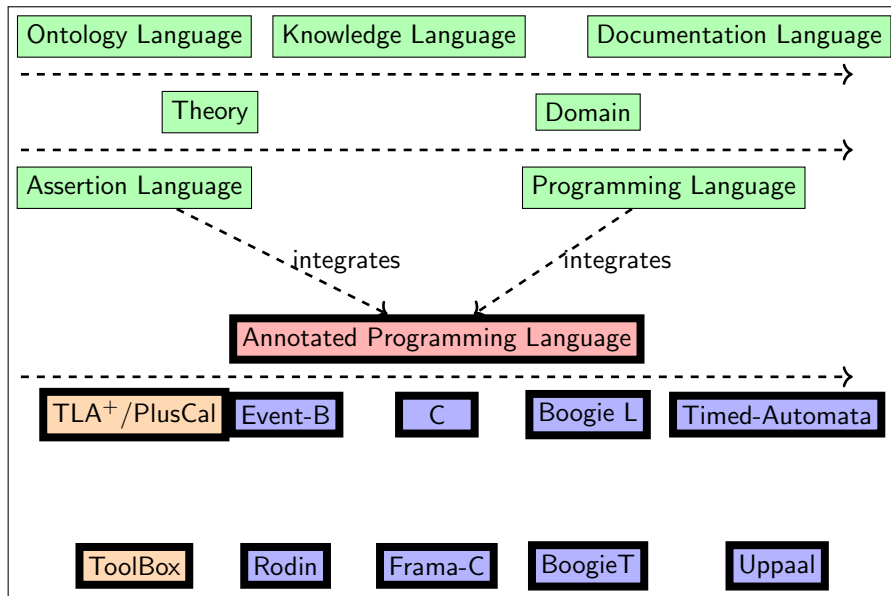 Ontology Language Knowledge Language Documentation Language
Theory Domain
Assertion Language Programming Language
integrates integrates
Annotated Programming Language
TLA⁺/PlusCal Event-B C Boogie L Timed-Automata
ToolBox Rodin Frama-C BoogieT Uppaal